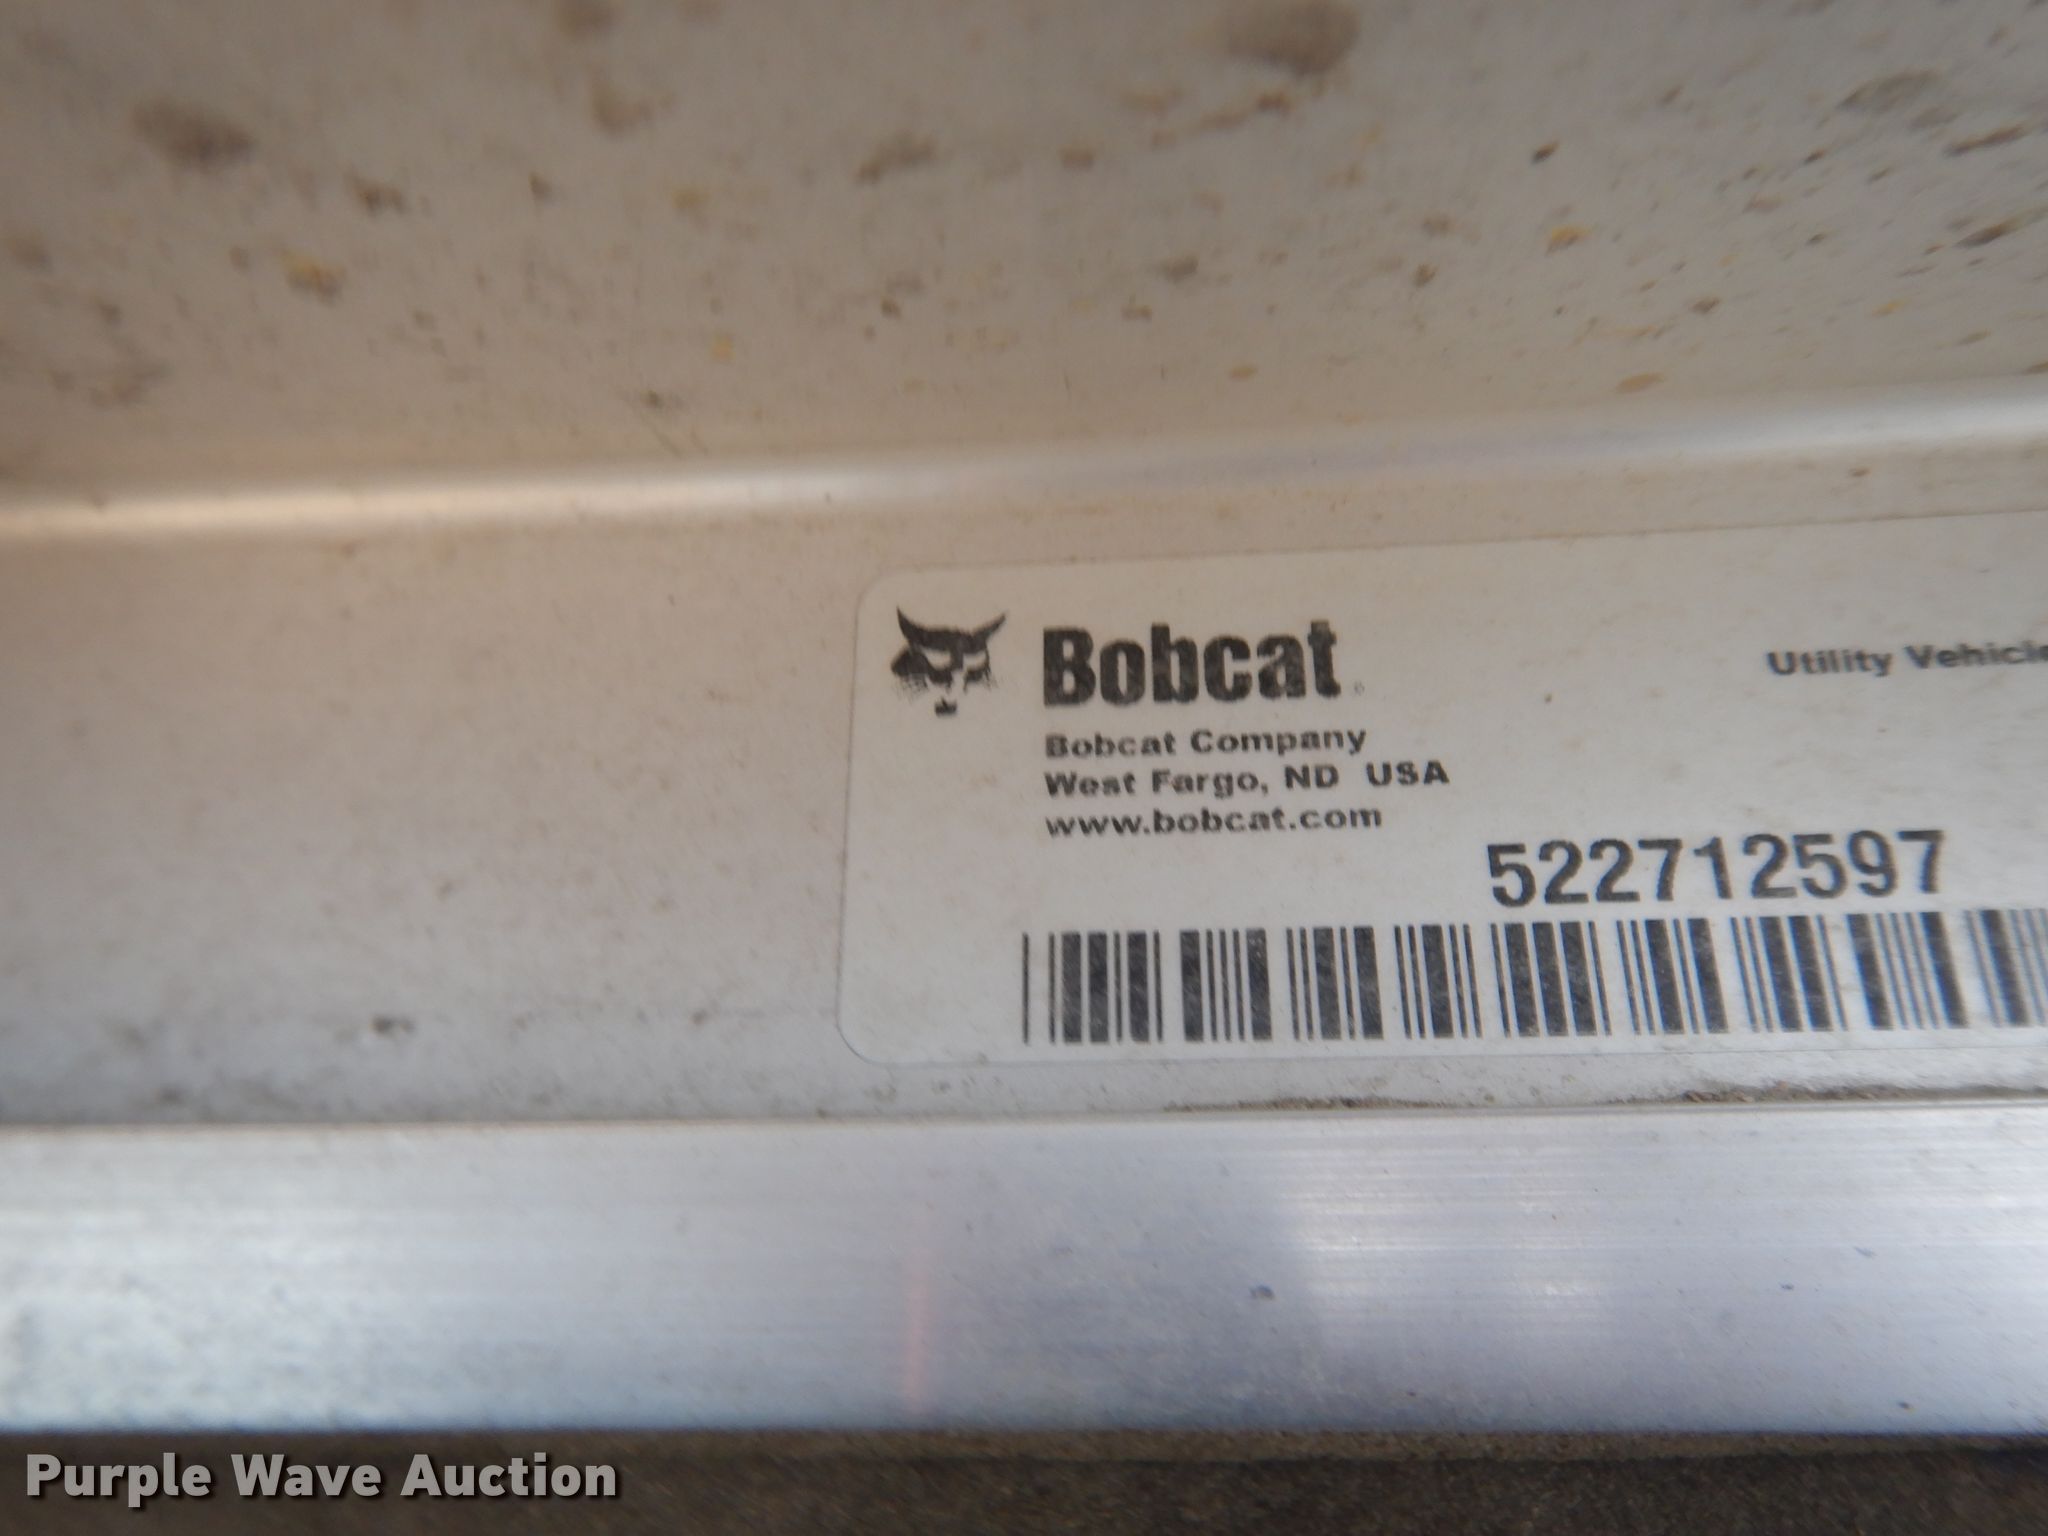 Bobcat
Utility Vehicle
Bobcat Company
West Fargo, ND USA
www.bobcat.com
522712597
Purple Wave Auction